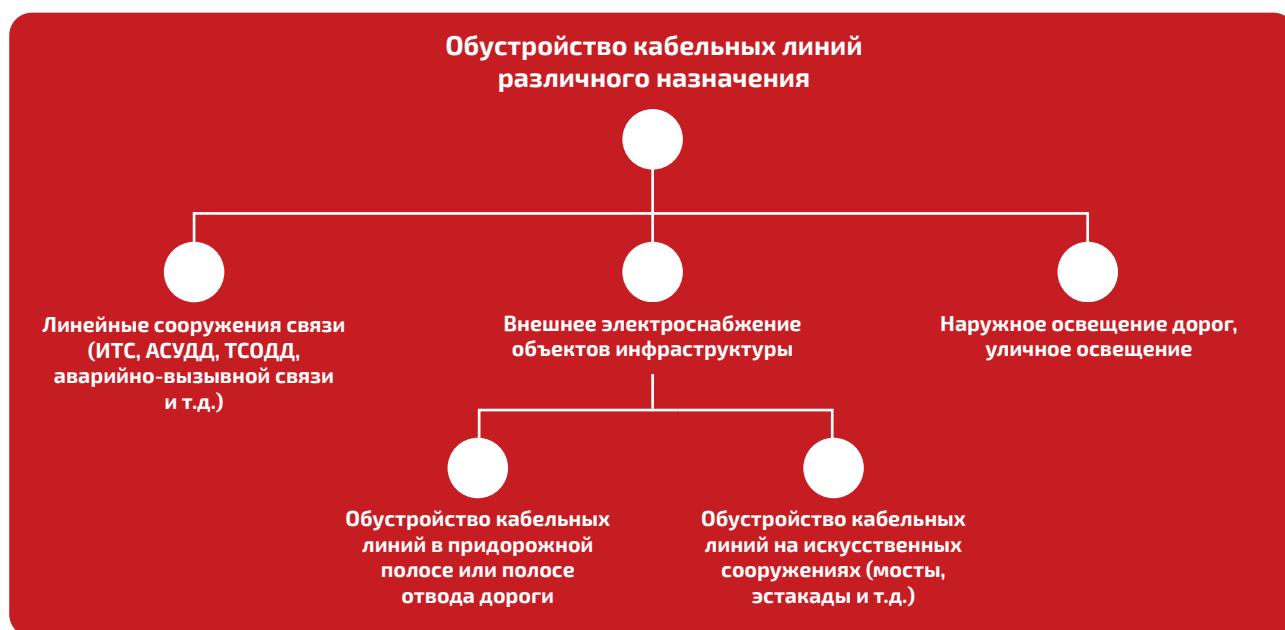 Обустройство кабельных линий
различного назначения
Линейные сооружения связи
(ИТС, АСУДД, ТСОДД,
аварийно-вызывной связи
и т.д.)
Внешнее электроснабжение
объектов инфраструктуры
Наружное освещение дорог,
уличное освещение
Обустройство кабельных
линий в придорожной
полосе или полосе
отвода дороги
Обустройство кабельных
линий на искусственных
сооружениях (мосты,
эстакады и т.д.)